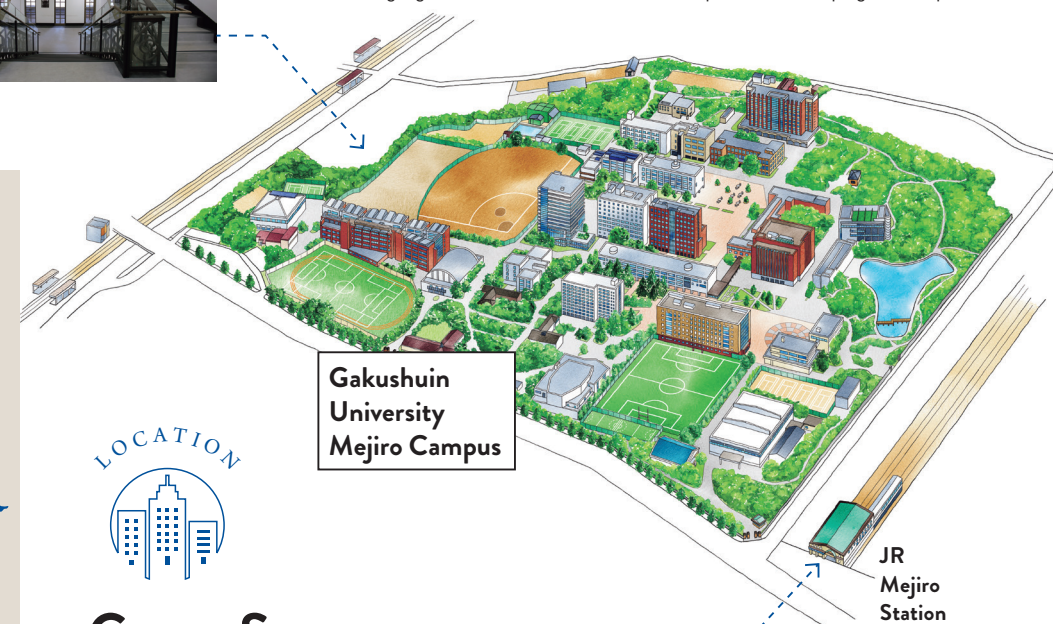 Gakushuin
University
Mejiro Campus
LOCATION
JR
Mejiro
Station